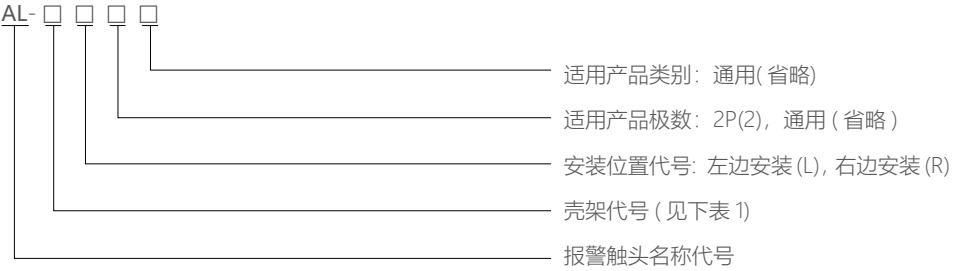 AL-□□□□
适用产品类别：通用(省略)
适用产品极数：2P(2)，通用(省略)
安装位置代号：左边安装(L)，右边安装(R)
壳架代号(见下表1)
报警触头名称代号